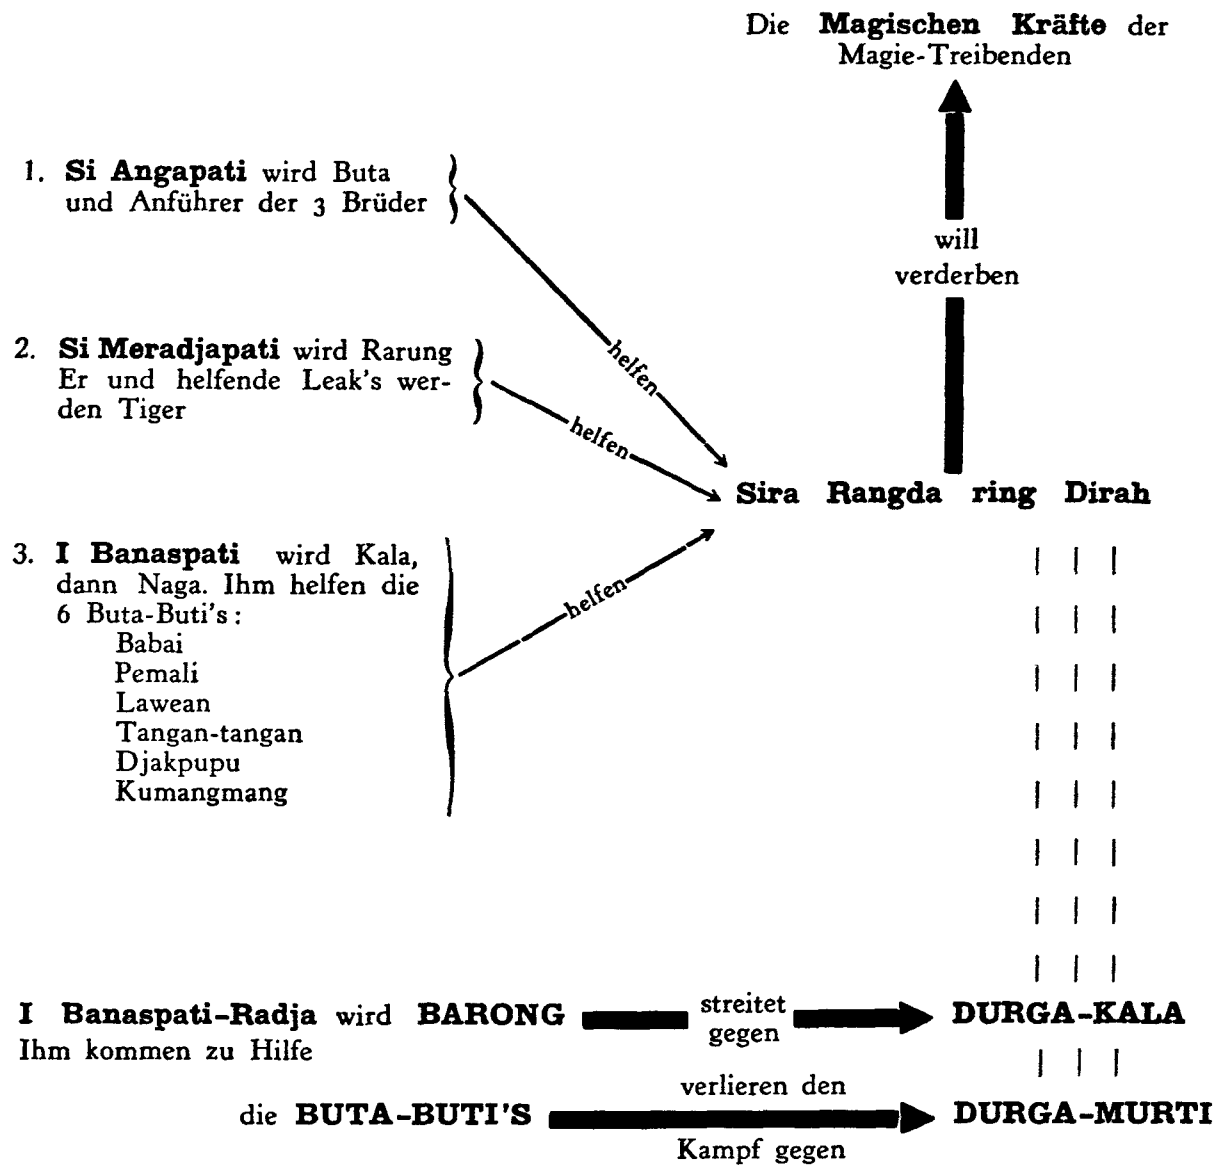 Die Magischen Kräfte der
Magie-Treibenden
1. Si Angapati wird Buta
und Anführer der 3 Brüder
will
verderben
2. Si Meradjapati wird Rarung
Er und helfende Leak's wer-
den Tiger
helfen
helfen
Sira Rangda ring Dirah
3. I Banaspati wird Kala,
dann Naga. Ihm helfen die
6 Buta-Buti's:
Babai
Pemali
Lawean
Tangan-tangan
Djakpupu
Kumangmang
helfen
I Banaspati-Radja wird BARONG
streitet
gegen
DURGA-KALA
Ihm kommen zu Hilfe
die BUTA-BUTI'S
verlieren den
Kampf gegen
DURGA-MURTI